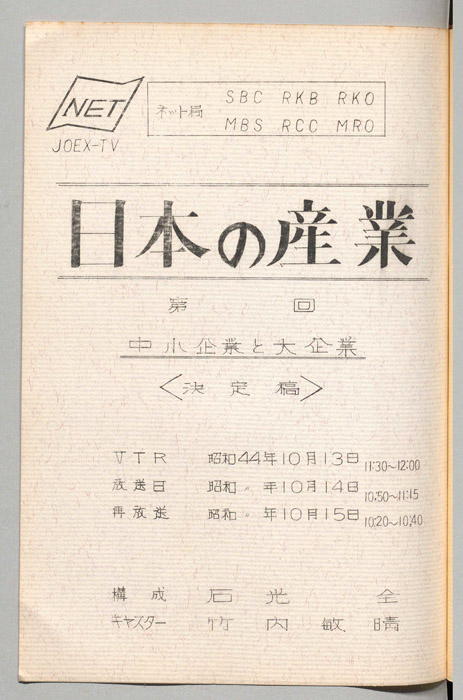 NET
JOEX-TV
ネット局
SBC RKB RKO
MBS RCC MRO
日本の産業
第 回
中小企業と大企業
〈決定稿〉
VTR 昭和44年10月13日 11:30~12:00
放送日 昭和 〃 年10月14日 10:50~11:15
再放送 昭和 〃 年10月15日 10:20~10:40
構成 石光 全
キャスター 竹内敏晴